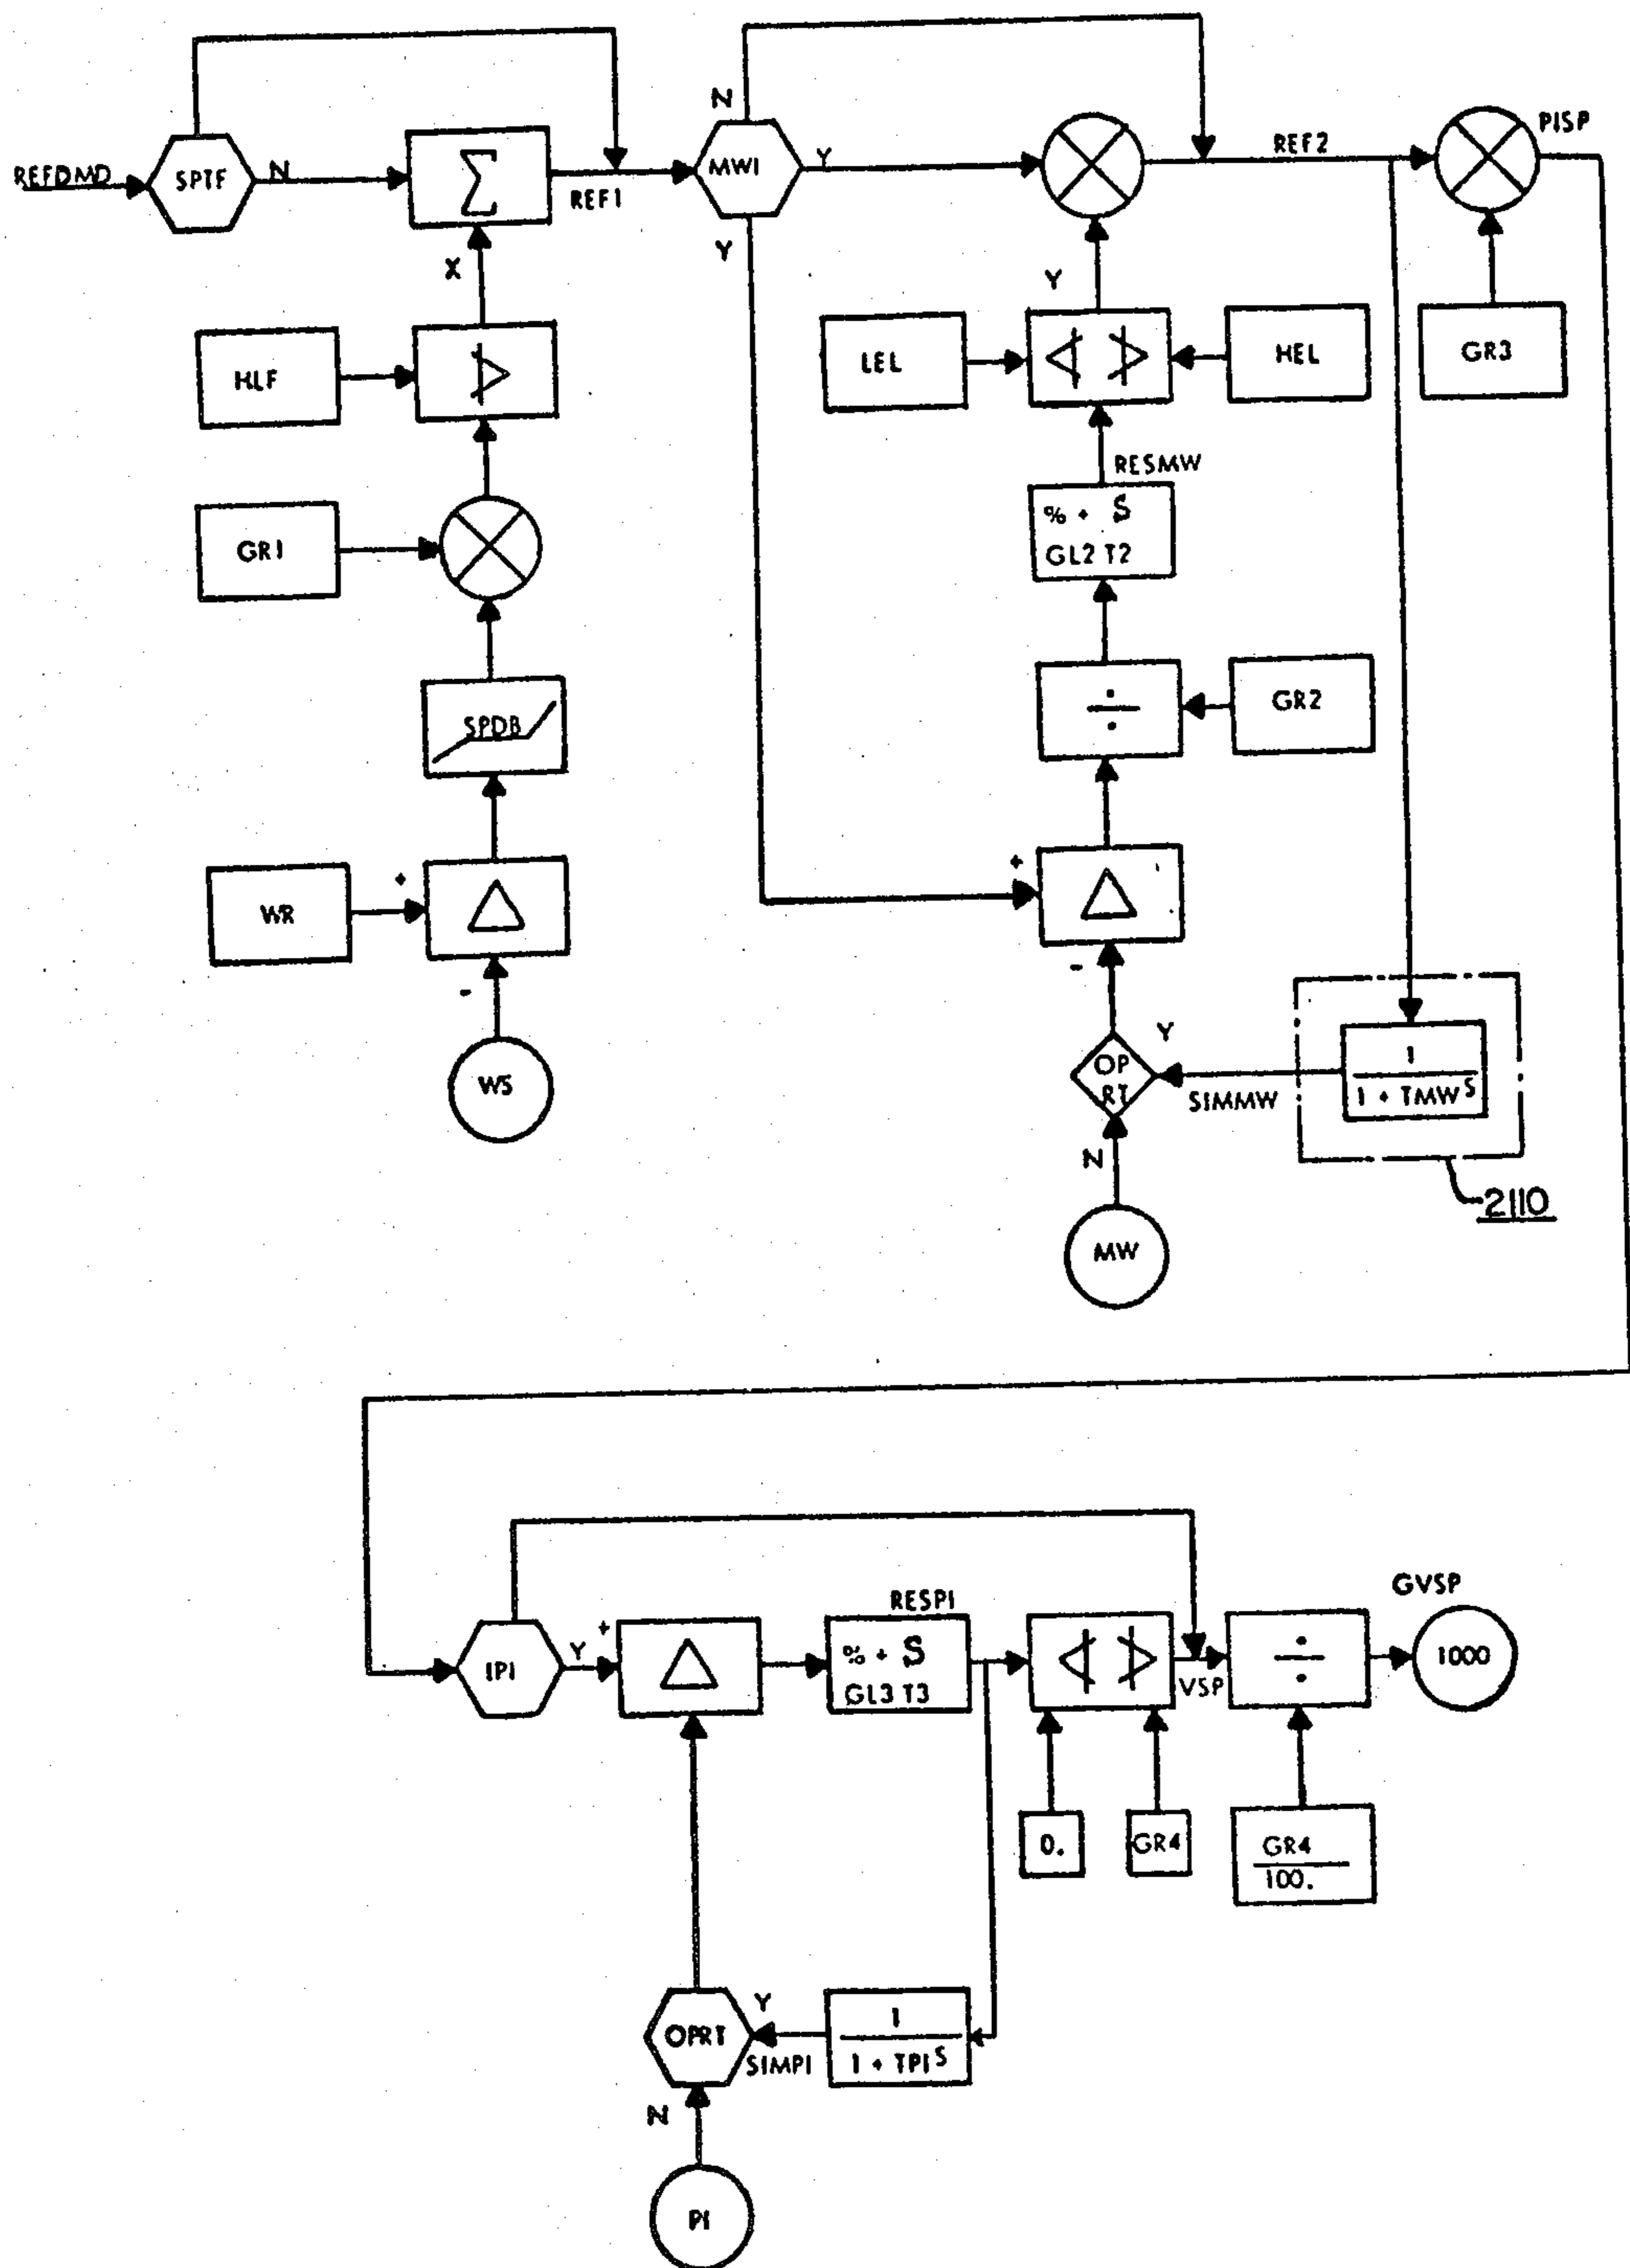 REFDMD
SPTF
N
Σ
REF1
N
MWI
Y
Y
REF2
PISP
X
HLF
GR1
SPDB
WR
+
△
-
WS
Y
LEL
HEL
GR3
RESMW
% + S
GL2 T2
÷
GR2
+
△
-
OP
RT
Y
SIMMW
1
1 + TMW S
N
MW
2110
IPI
Y
+
△
RESPI
% + S
GL3 T3
VSP
÷
GVSP
1000
0.
GR4
GR4
100.
OPRT
Y
SIMPI
1
1 + TPI S
N
PI